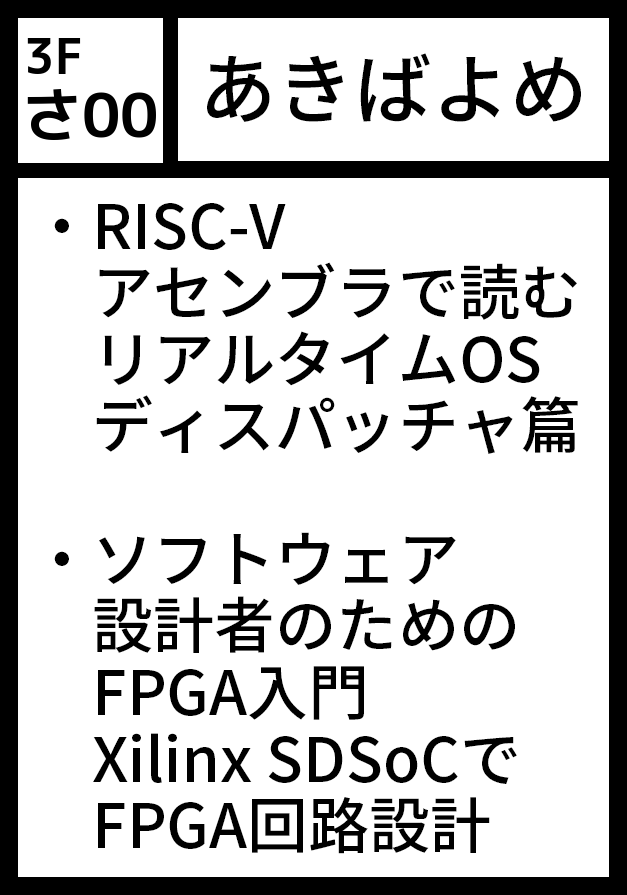 3F
さ00
あきばよめ
・RISC-V
アセンブラで読む
リアルタイムOS
ディスパッチャ篇
・ソフトウェア
設計者のための
FPGA入門
Xilinx SDSoCで
FPGA回路設計